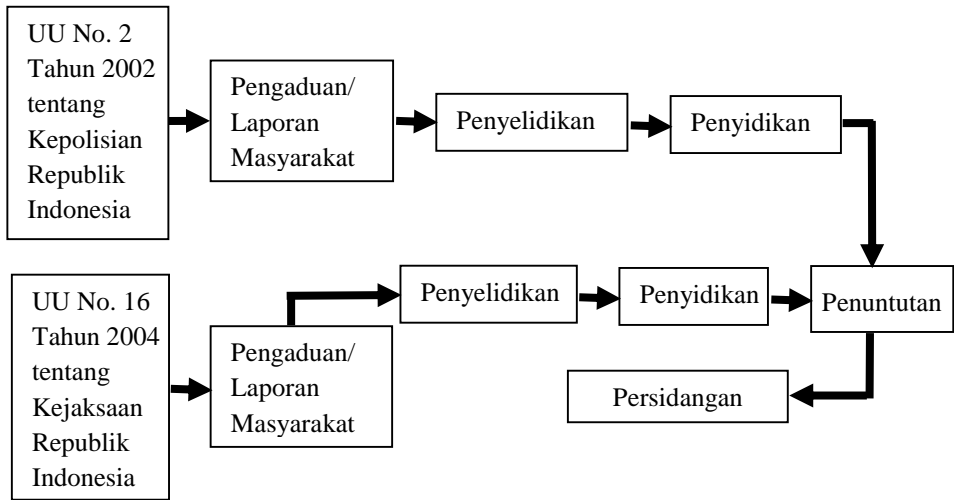 UU No. 2
Tahun 2002
tentang
Kepolisian
Republik
Indonesia
Pengaduan/
Laporan
Masyarakat
Penyelidikan
Penyidikan
UU No. 16
Tahun 2004
tentang
Kejaksaan
Republik
Indonesia
Pengaduan/
Laporan
Masyarakat
Penyelidikan
Penyidikan
Penuntutan
Persidangan